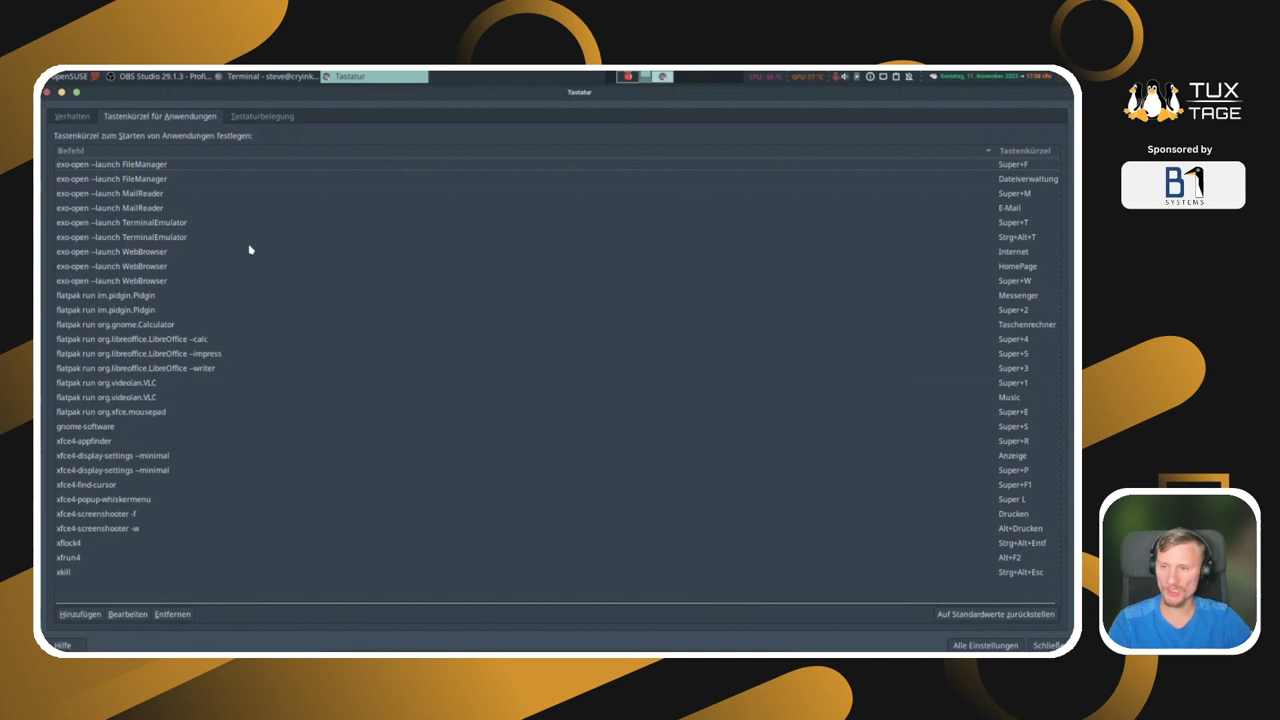 openSUSE
OBS Studio 29.1.3 - Profi...
Terminal - steve@cryink...
Tastatur
CPU: 59 °C
GPU: 57 °C
Samstag, 11. November 2023 ➔ 17:58 Uhr
Tastatur
Verhalten
Tastenkürzel für Anwendungen
Tastaturbelegung
Tastenkürzel zum Starten von Anwendungen festlegen:
Befehl Tastenkürzel
exo-open --launch FileManager Super+F
exo-open --launch FileManager Dateiverwaltung
exo-open --launch MailReader Super+M
exo-open --launch MailReader E-Mail
exo-open --launch TerminalEmulator Super+T
exo-open --launch TerminalEmulator Strg+Alt+T
exo-open --launch WebBrowser Internet
exo-open --launch WebBrowser HomePage
exo-open --launch WebBrowser Super+W
flatpak run im.pidgin.Pidgin Messenger
flatpak run im.pidgin.Pidgin Super+2
flatpak run org.gnome.Calculator Taschenrechner
flatpak run org.libreoffice.LibreOffice --calc Super+4
flatpak run org.libreoffice.LibreOffice --impress Super+5
flatpak run org.libreoffice.LibreOffice --writer Super+3
flatpak run org.videolan.VLC Super+1
flatpak run org.videolan.VLC Music
flatpak run org.xfce.mousepad Super+E
gnome-software Super+S
xfce4-appfinder Super+R
xfce4-display-settings --minimal Anzeige
xfce4-display-settings --minimal Super+P
xfce4-find-cursor Super+F1
xfce4-popup-whiskermenu Super L
xfce4-screenshooter -f Drucken
xfce4-screenshooter -w Alt+Drucken
xflock4 Strg+Alt+Entf
xfrun4 Alt+F2
xkill Strg+Alt+Esc
Hinzufügen
Bearbeiten
Entfernen
Auf Standardwerte zurückstellen
Hilfe
Alle Einstellungen
Schließe
TUX
TAGE
Sponsored by
B1
SYSTEMS